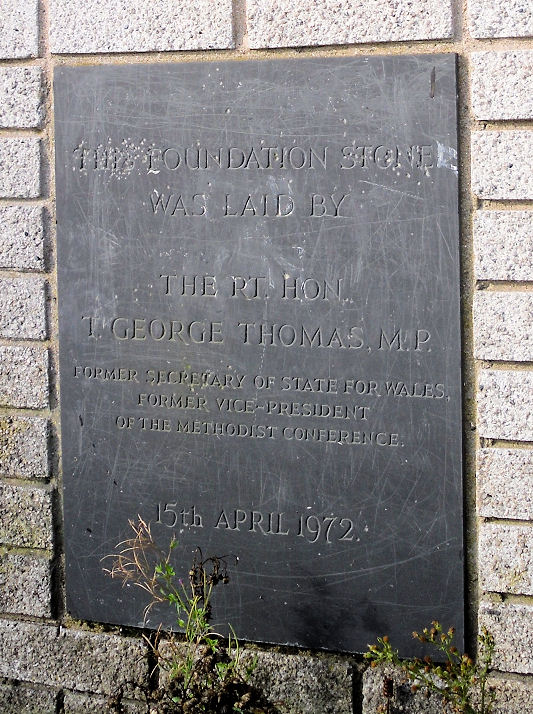 THIS FOUNDATION STONE
WAS LAID BY
THE RT. HON.
T. GEORGE THOMAS, M.P.
FORMER SECRETARY OF STATE FOR WALES,
FORMER VICE-PRESIDENT
OF THE METHODIST CONFERENCE.
15th APRIL 1972.